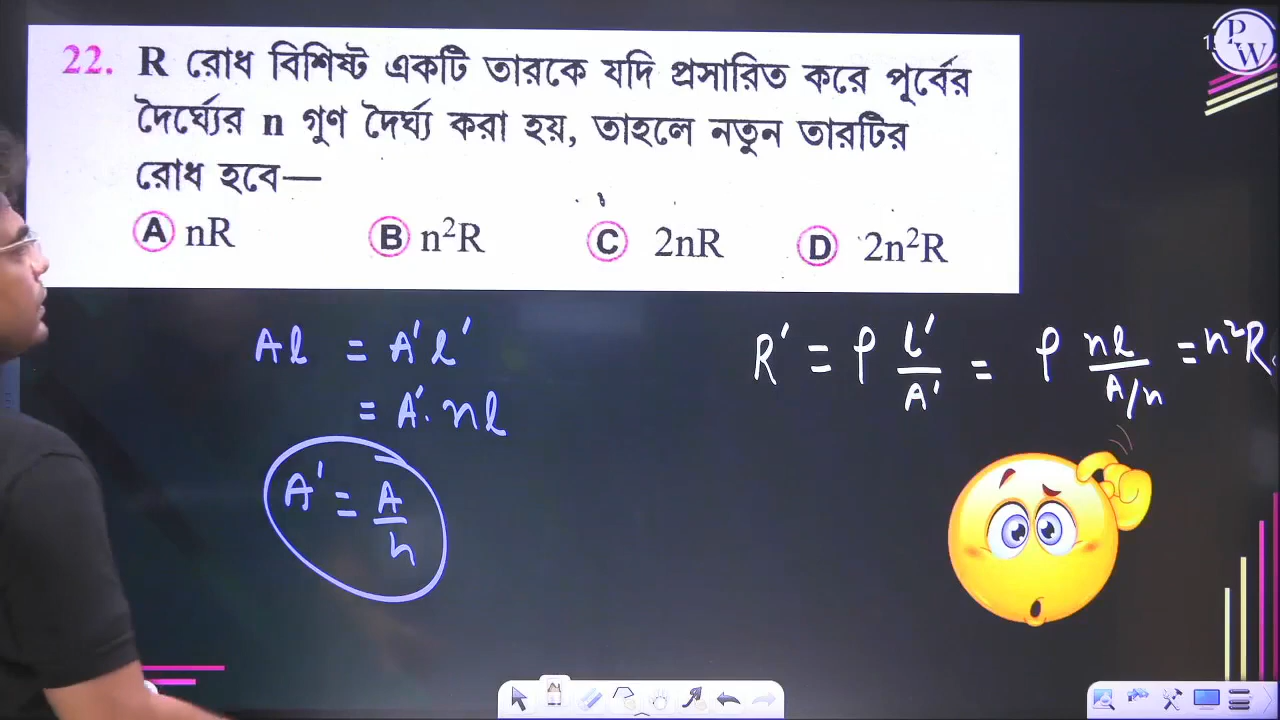 22. R রোধ বিশিষ্ট একটি তারকে যদি প্রসারিত করে পূর্বের
দৈর্ঘ্যের n গুণ দৈর্ঘ্য করা হয়, তাহলে নতুন তারটির
রোধ হবে—
A nR B n²R C 2nR D 2n²R
Al = A'l'
= A'. nl
A' = A/n
R' = ρ l'/A' = ρ nl/A/n = n²R
PW